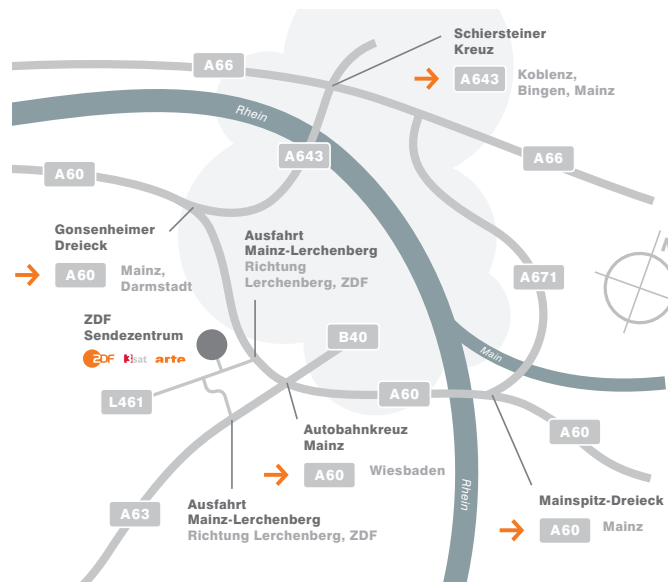 Schiersteiner
Kreuz
A66
A643
Koblenz,
Bingen, Mainz
Rhein
A643
A66
A60
Gonsenheimer
Dreieck
A60
Mainz,
Darmstadt
Ausfahrt
Mainz-Lerchenberg
Richtung
Lerchenberg, ZDF
A671
N
ZDF
Sendezentrum
ZDF 3sat arte
B40
Main
L461
A60
Autobahnkreuz
Mainz
A60
Wiesbaden
A60
A63
Ausfahrt
Mainz-Lerchenberg
Richtung Lerchenberg, ZDF
Rhein
Mainspitz-Dreieck
A60
Mainz